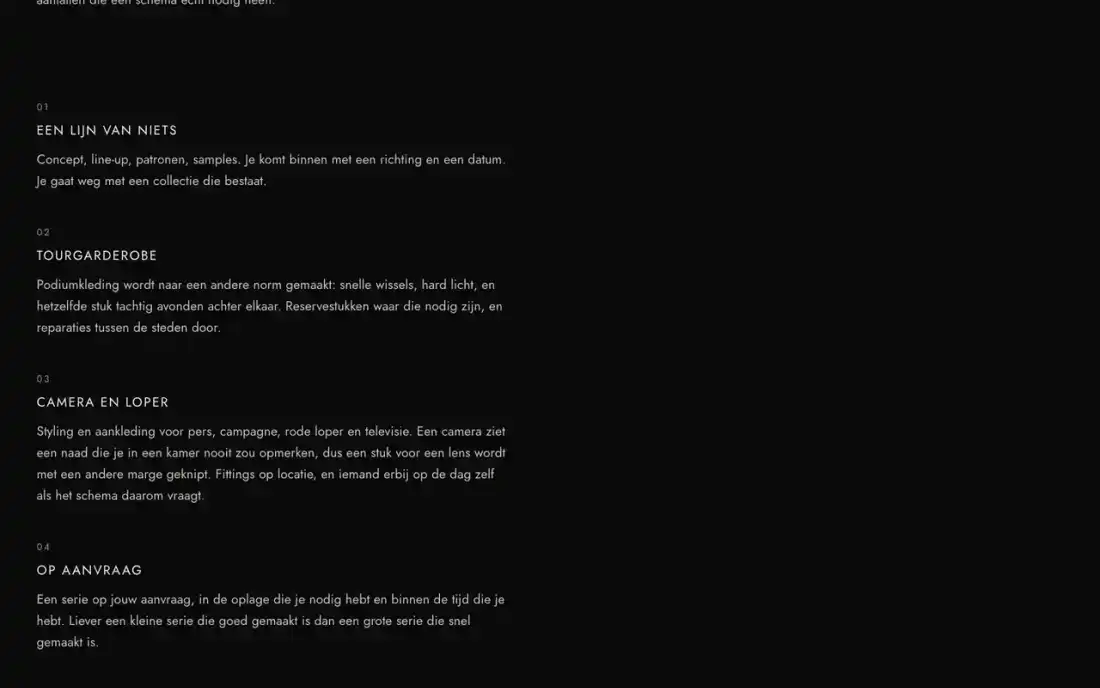 aantallen die een schema echt nodig heeft.
01
EEN LIJN VAN NIETS
Concept, line-up, patronen, samples. Je komt binnen met een richting en een datum.
Je gaat weg met een collectie die bestaat.
02
TOURGARDEROBE
Podiumkleding wordt naar een andere norm gemaakt: snelle wissels, hard licht, en
hetzelfde stuk tachtig avonden achter elkaar. Reservestukken waar die nodig zijn, en
reparaties tussen de steden door.
03
CAMERA EN LOPER
Styling en aankleding voor pers, campagne, rode loper en televisie. Een camera ziet
een naad die je in een kamer nooit zou opmerken, dus een stuk voor een lens wordt
met een andere marge geknipt. Fittings op locatie, en iemand erbij op de dag zelf
als het schema daarom vraagt.
04
OP AANVRAAG
Een serie op jouw aanvraag, in de oplage die je nodig hebt en binnen de tijd die je
hebt. Liever een kleine serie die goed gemaakt is dan een grote serie die snel
gemaakt is.